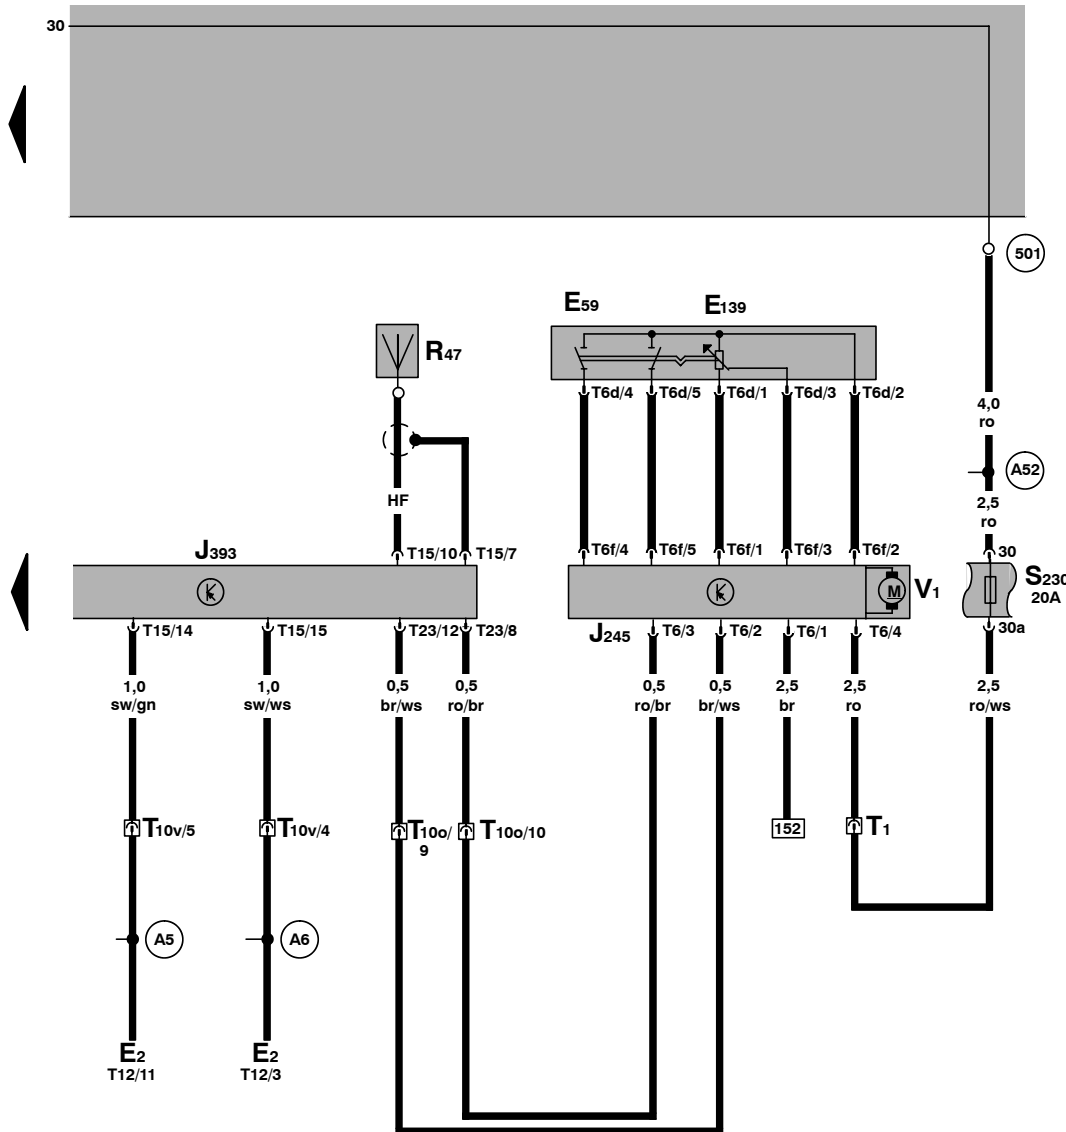 30
501
E59
E139
R47
T6d/4
T6d/5
T6d/1
T6d/3
T6d/2
4,0
ro
A52
HF
2,5
ro
J393
T15/10
T15/7
T6f/4
T6f/5
T6f/1
T6f/3
T6f/2
30
M
V1
S230
20A
T15/14
T15/15
T23/12
T23/8
J245
T6/3
T6/2
T6/1
T6/4
30a
1,0
sw/gn
1,0
sw/ws
0,5
br/ws
0,5
ro/br
0,5
ro/br
0,5
br/ws
2,5
br
2,5
ro
2,5
ro/ws
T10v/5
T10v/4
T10o/
9
T10o/10
152
T1
A5
A6
E2
T12/11
E2
T12/3